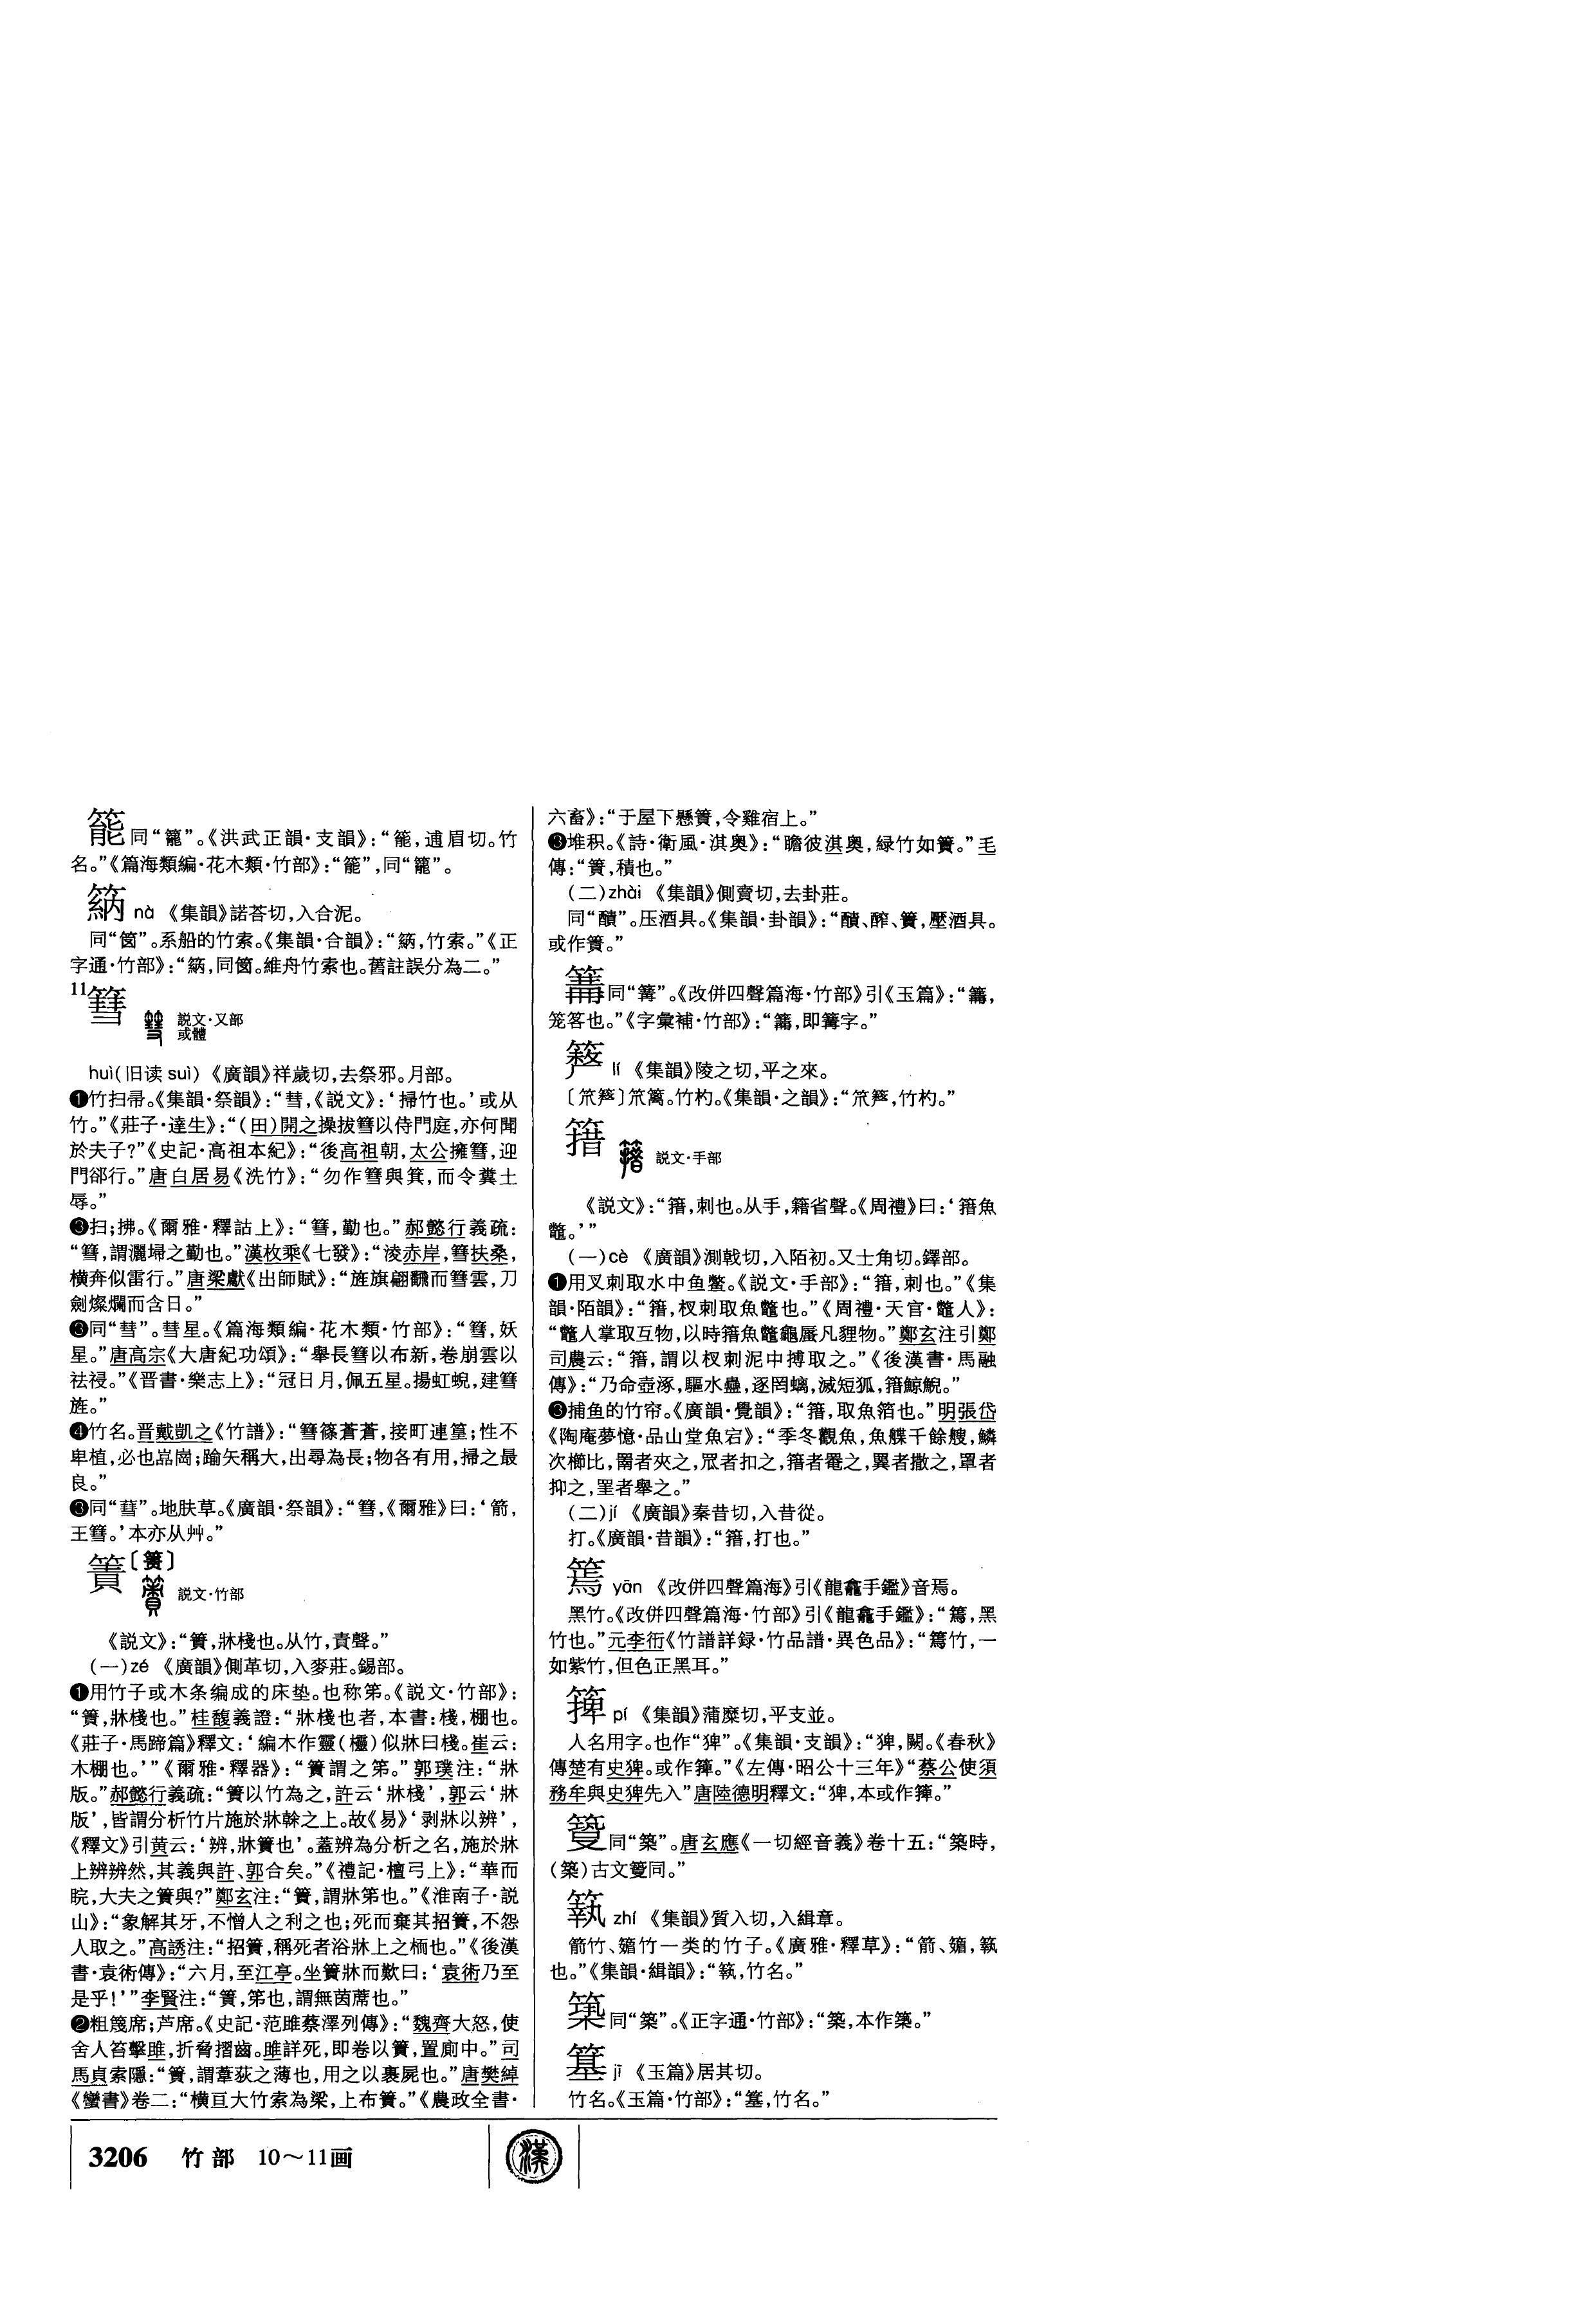 䇶同“籠”。《洪武正韻·支韻》：“䇶，逋眉切。竹
名。”《篇海類編·花木類·竹部》：“䇶”，同“籠”。
䈫 nà 《集韻》諾荅切，入合泥。
同“䈫”。系船的竹索。《集韻·合韻》：“䈫，竹索。”《正
字通·竹部》：“䈫，同䈫。維舟竹索也。舊註誤分為二。”
11
篲 説文·又部
或體
huì(旧读 suì) 《廣韻》祥歲切，去祭邪。月部。
❶竹扫帚。《集韻·祭韻》：“彗，《説文》：‘掃竹也。’或从
竹。”《莊子·達生》：“(田)開之操拔篲以侍門庭，亦何聞
於夫子？”《史記·高祖本紀》：“後高祖朝，太公擁篲，迎
門郤行。”唐白居易《洗竹》：“勿作篲與箕，而令糞土
辱。”
❸扫；拂。《爾雅·釋詁上》：“篲，勤也。”郝懿行義疏：
“篲，謂灑埽之勤也。”漢枚乘《七發》：“淩赤岸，篲扶桑，
横奔似雷行。”唐梁獻《出師賦》：“旌旗翩飜而篲雲，刀
劍燦爛而含日。”
❸同“彗”。彗星。《篇海類編·花木類·竹部》：“篲，妖
星。”唐高宗《大唐紀功頌》：“舉長篲以布新，卷崩雲以
祛祲。”《晋書·樂志上》：“冠日月，佩五星。揚虹蜺，建篲
旌。”
❹竹名。晋戴凱之《竹譜》：“篲篠蒼蒼，接町連篁；性不
卑植，必也嵒崗；踰矢稱大，出尋為長；物各有用，掃之最
良。”
❸同“蔧”。地肤草。《廣韻·祭韻》：“篲，《爾雅》曰：‘葥，
王篲。’本亦从艸。”
簀〔箦〕
説文·竹部
《説文》：“簀，牀棧也。从竹，責聲。”
(一)zé 《廣韻》側革切，入麥莊。錫部。
❶用竹子或木条编成的床垫。也称笫。《説文·竹部》：
“簀，牀棧也。”桂馥義證：“牀棧也者，本書：棧，棚也。
《莊子·馬蹄篇》釋文：‘編木作靈(櫺)似牀曰棧。崔云：
木棚也。’”《爾雅·釋器》：“簀謂之笫。”郭璞注：“牀
版。”郝懿行義疏：“簀以竹為之，許云‘牀棧’，郭云‘牀
版’，皆謂分析竹片施於牀榦之上。故《易》‘剥牀以辨’，
《釋文》引黄云：‘辨，牀簀也’。蓋辨為分析之名，施於牀
上辨辨然，其義與許、郭合矣。”《禮記·檀弓上》：“華而
睆，大夫之簀與？”鄭玄注：“簀，謂牀笫也。”《淮南子·説
山》：“象解其牙，不憎人之利之也；死而棄其招簀，不怨
人取之。”高誘注：“招簀，稱死者浴牀上之栭也。”《後漢
書·袁術傳》：“六月，至江亭。坐簀牀而歎曰：‘袁術乃至
是乎！’”李賢注：“簀，笫也，謂無茵蓆也。”
❷粗篾席；芦席。《史記·范雎蔡澤列傳》：“魏齊大怒，使
舍人笞擊雎，折脅摺齒。雎詳死，即卷以簀，置廁中。”司
馬貞索隱：“簀，謂葦荻之薄也，用之以裹屍也。”唐樊綽
《蠻書》卷二：“横亘大竹索為梁，上布簀。”《農政全書·
六畜》：“于屋下懸簀，令雞宿上。”
❸堆积。《詩·衛風·淇奥》：“瞻彼淇奥，緑竹如簀。”毛
傳：“簀，積也。”
(二)zhài 《集韻》側賣切，去卦莊。
同“䤳”。压酒具。《集韻·卦韻》：“䤳、醡、簀，壓酒具。
或作簀。”
同“篝”。《改併四聲篇海·竹部》引《玉篇》：“
笼笿也。”《字彙補·竹部》：“即篝字。”
lí 《集韻》陵之切，平之來。
笊篱。竹杓。《集韻·之韻》：“竹杓。”
簎 説文·手部
《説文》：“簎，刺也。从手，籍省聲。《周禮》曰：‘簎魚
鼈。’”
(一)cè 《廣韻》測戟切，入陌初。又士角切。鐸部。
❶用叉刺取水中鱼鳖。《説文·手部》：“簎，刺也。”《集
韻·陌韻》：“簎，杈刺取魚鼈也。”《周禮·天官·鼈人》：
“鼈人掌取互物，以時簎魚鼈龜蜃凡貍物。”鄭玄注引鄭
司農云：“簎，謂以杈刺泥中搏取之。”《後漢書·馬融
傳》：“乃命壺涿，驅水蠱，逐罔螭，滅短狐，簎鯨鯢。”
❸捕鱼的竹帘。《廣韻·覺韻》：“簎，取魚箔也。”明張岱
《陶庵夢憶·品山堂魚宕》：“季冬觀魚，魚艓千餘艘，鱗
次櫛比，罱者夾之，罛者扣之，簎者罨之，罺者撒之，罩者
抑之，罣者舉之。”
(二)jí 《廣韻》秦昔切，入昔從。
打。《廣韻·昔韻》：“簎，打也。”
篶 yān 《改併四聲篇海》引《龍龕手鑑》音焉。
黑竹。《改併四聲篇海·竹部》引《龍龕手鑑》：“篶，黑
竹也。”元李衎《竹譜詳録·竹品譜·異色品》：“篶竹，一
如紫竹，但色正黑耳。”
pí 《集韻》蒲糜切，平支並。
人名用字。也作“猈”。《集韻·支韻》：“猈，闕。《春秋》
傳楚有史猈。或作𥱼。”《左傳·昭公十三年》“蔡公使須
務牟與史猈先入”唐陸德明釋文：“猈，本或作𥱼。”
同“築”。唐玄應《一切經音義》卷十五：“築時，
(築)古文同。”
zhí 《集韻》質入切，入緝章。
箭竹、䉙竹一类的竹子。《廣雅·釋草》：“箭、䉙，䉅
也。”《集韻·緝韻》：“䉅，竹名。”
同“築”。《正字通·竹部》：“築，本作篥。”
jī 《玉篇》居其切。
竹名。《玉篇·竹部》：“竹名。”
3206 竹部 10～11画
漢